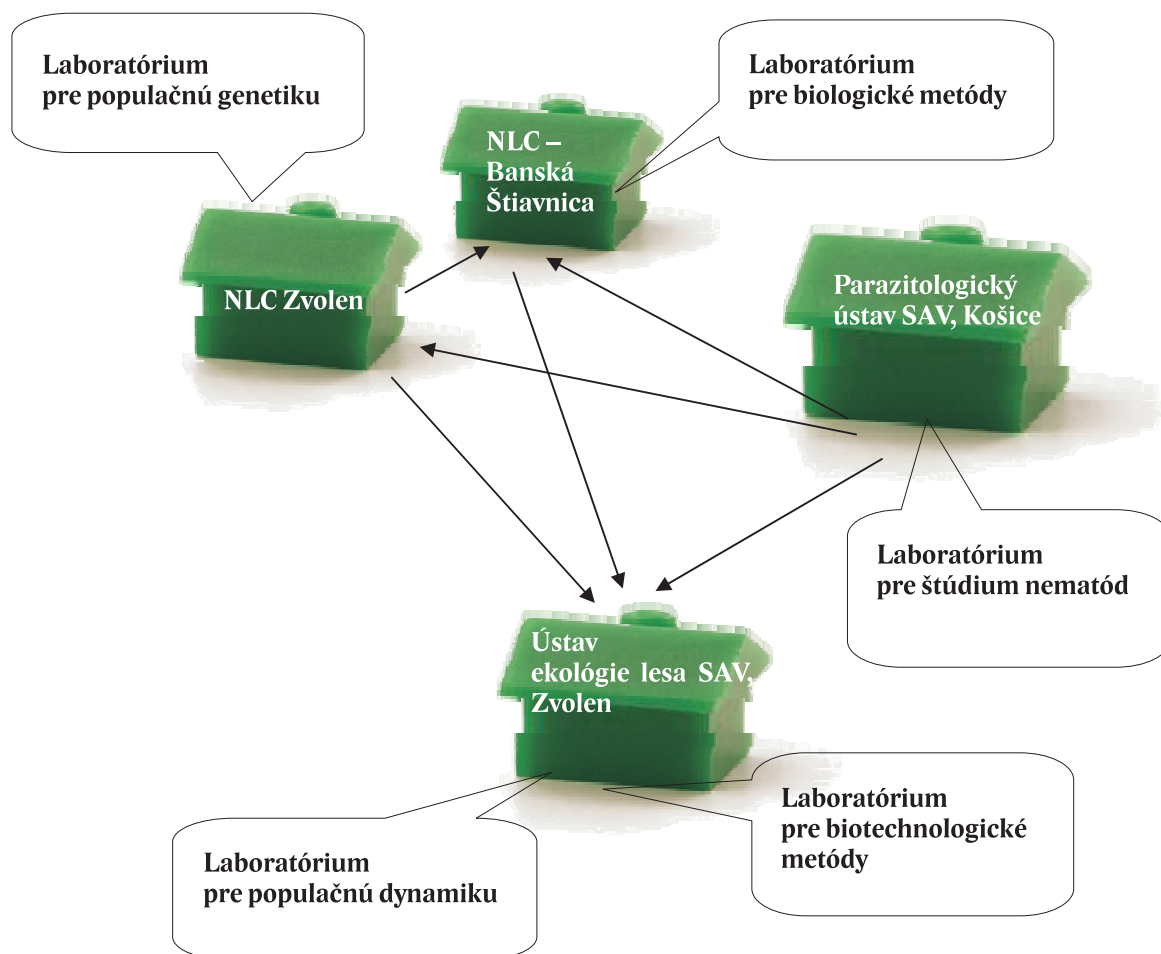 Laboratórium
pre populačnú genetiku
Laboratórium
pre biologické metódy
NLC –
Banská
Štiavnica
NLC Zvolen
Parazitologický
ústav SAV, Košice
Laboratórium
pre štúdium nematód
Ústav
ekológie lesa SAV,
Zvolen
Laboratórium
pre biotechnologické
metódy
Laboratórium
pre populačnú dynamiku